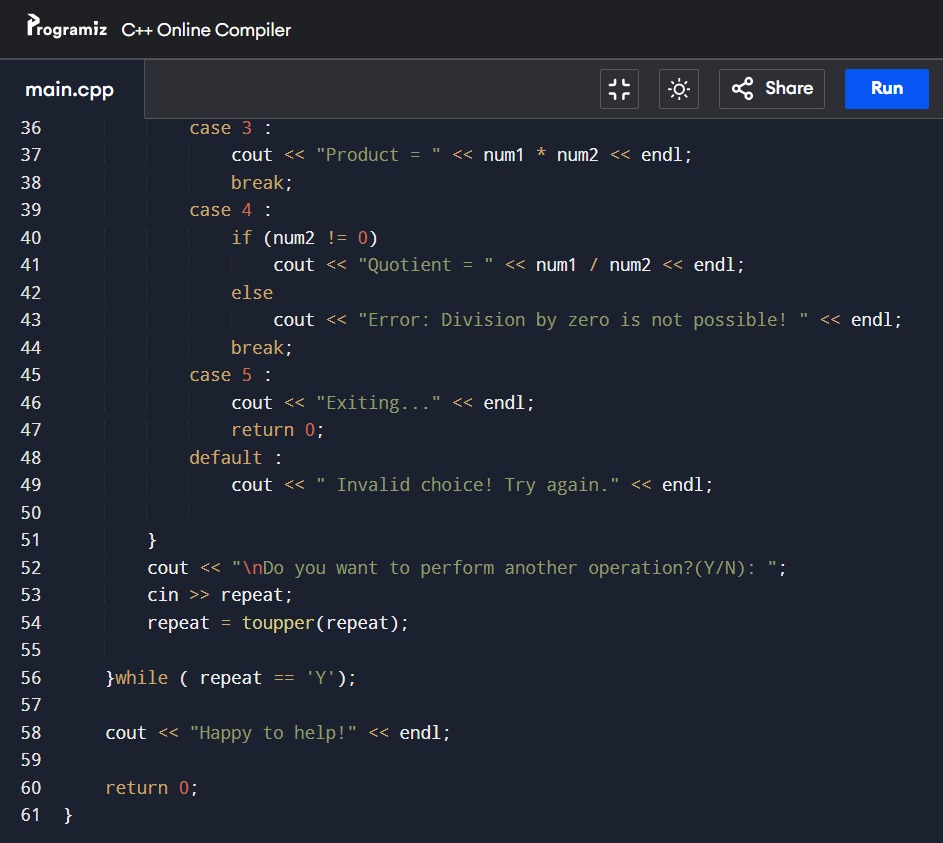 Programiz C++ Online Compiler
main.cpp Share Run
36 case 3 :
37 cout << "Product = " << num1 * num2 << endl;
38 break;
39 case 4 :
40 if (num2 != 0)
41 cout << "Quotient = " << num1 / num2 << endl;
42 else
43 cout << "Error: Division by zero is not possible! " << endl;
44 break;
45 case 5 :
46 cout << "Exiting..." << endl;
47 return 0;
48 default :
49 cout << " Invalid choice! Try again." << endl;
50
51 }
52 cout << "\nDo you want to perform another operation?(Y/N): ";
53 cin >> repeat;
54 repeat = toupper(repeat);
55
56 }while ( repeat == 'Y');
57
58 cout << "Happy to help!" << endl;
59
60 return 0;
61 }